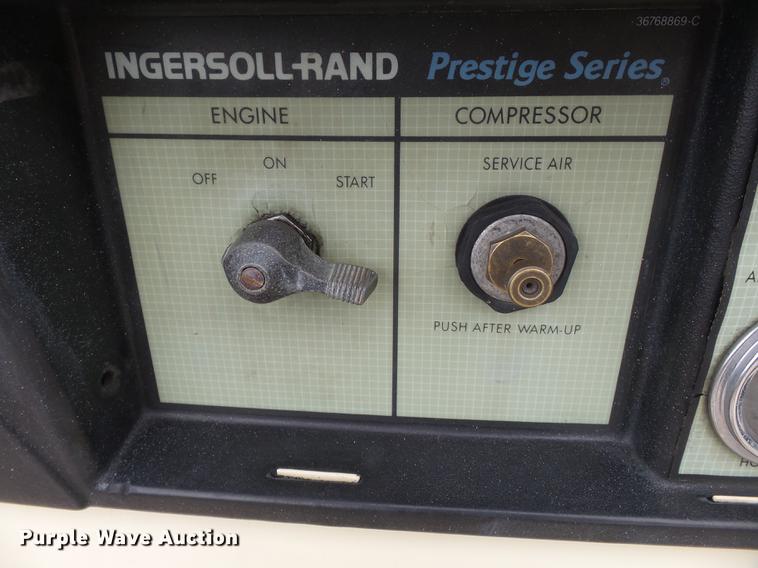 36768869-C
INGERSOLL-RAND Prestige Series®
ENGINE
COMPRESSOR
OFF
ON
START
SERVICE AIR
PUSH AFTER WARM-UP
Purple Wave Auction